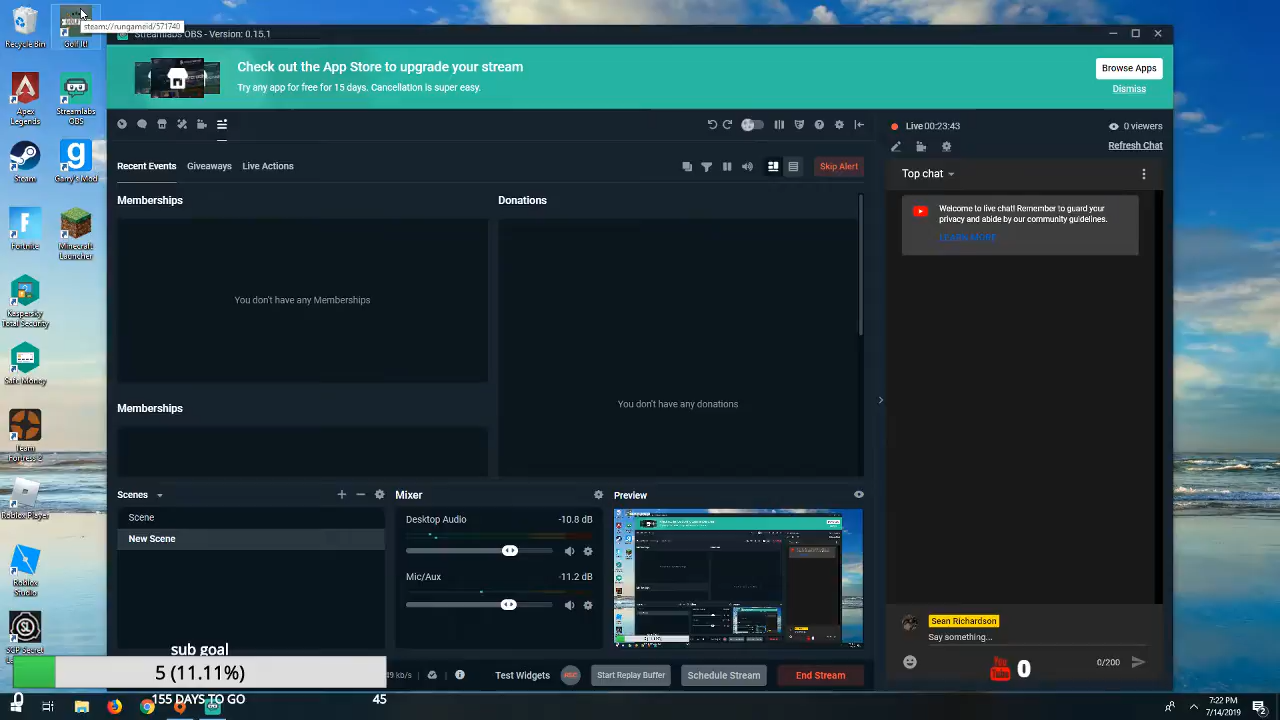 Recycle Bin
Golf It!
steam://rungameid/571740
Apex Legends
Streamlabs OBS
Steam
Garry's Mod
Fortnite
Minecraft Launcher
Kaspersky Total Security
Safe Money
Team Fortress 2
Roblox Player
Roblox Studio
Streamlabs OBS - Version: 0.15.1
Check out the App Store to upgrade your stream
Try any app for free for 15 days. Cancellation is super easy.
Browse Apps
Dismiss
Live 00:23:43
0 viewers
Refresh Chat
Recent Events
Giveaways
Live Actions
Skip Alert
Top chat
Memberships
Donations
Welcome to live chat! Remember to guard your
privacy and abide by our community guidelines.
LEARN MORE
You don't have any Memberships
Memberships
You don't have any donations
Scenes
Scene
New Scene
Mixer
Desktop Audio
-10.8 dB
Mic/Aux
-11.2 dB
Preview
Sean Richardson
Say something...
0/200
You Tube 0
sub goal
5 (11.11%)
0
155 DAYS TO GO
45
kb/s
Test Widgets
REC
Start Replay Buffer
Schedule Stream
End Stream
7:22 PM
7/14/2019
2